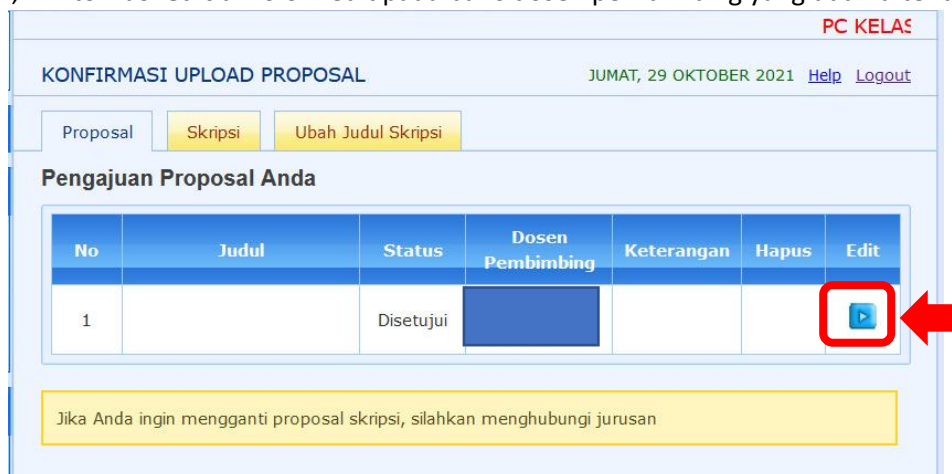 PC KELAS
KONFIRMASI UPLOAD PROPOSAL JUMAT, 29 OKTOBER 2021 Help Logout
Proposal Skripsi Ubah Judul Skripsi
Pengajuan Proposal Anda
No Judul Status Dosen Pembimbing Keterangan Hapus Edit
1 Disetujui
Jika Anda ingin mengganti proposal skripsi, silahkan menghubungi jurusan